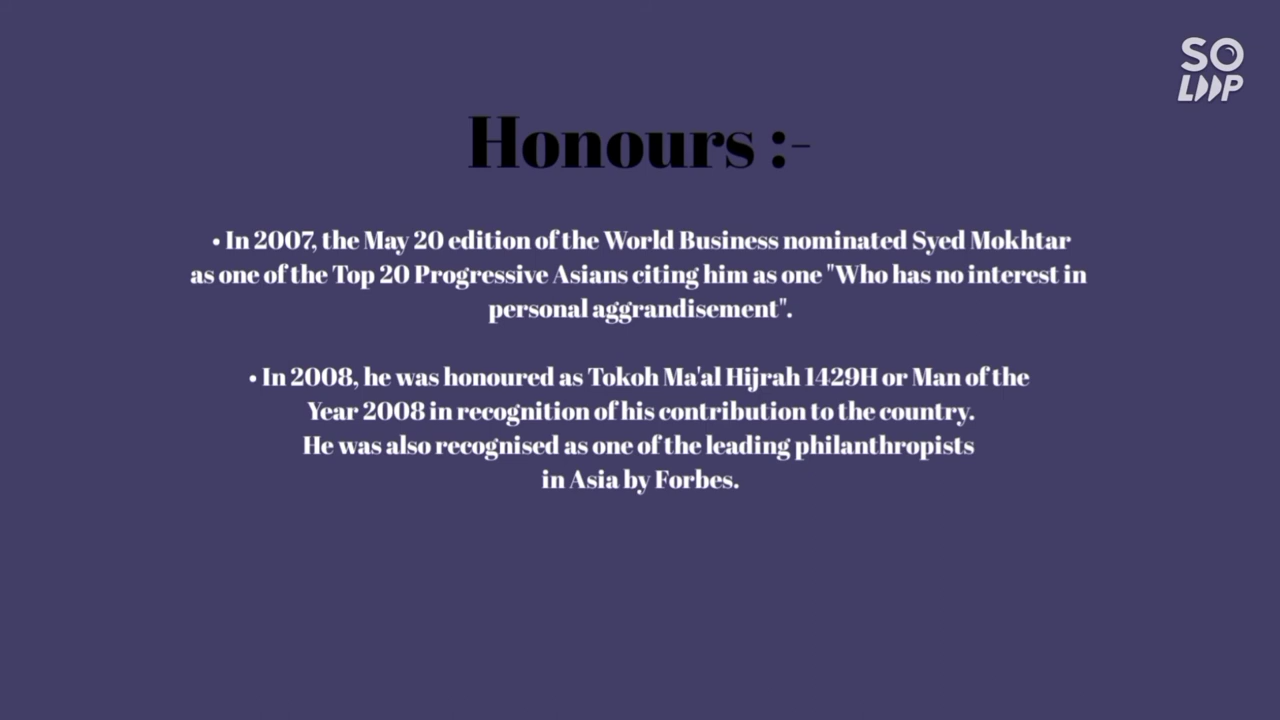 SO
LOOP
Honours :-
• In 2007, the May 20 edition of the World Business nominated Syed Mokhtar
as one of the Top 20 Progressive Asians citing him as one "Who has no interest in
personal aggrandisement".
• In 2008, he was honoured as Tokoh Ma'al Hijrah 1429H or Man of the
Year 2008 in recognition of his contribution to the country.
He was also recognised as one of the leading philanthropists
in Asia by Forbes.